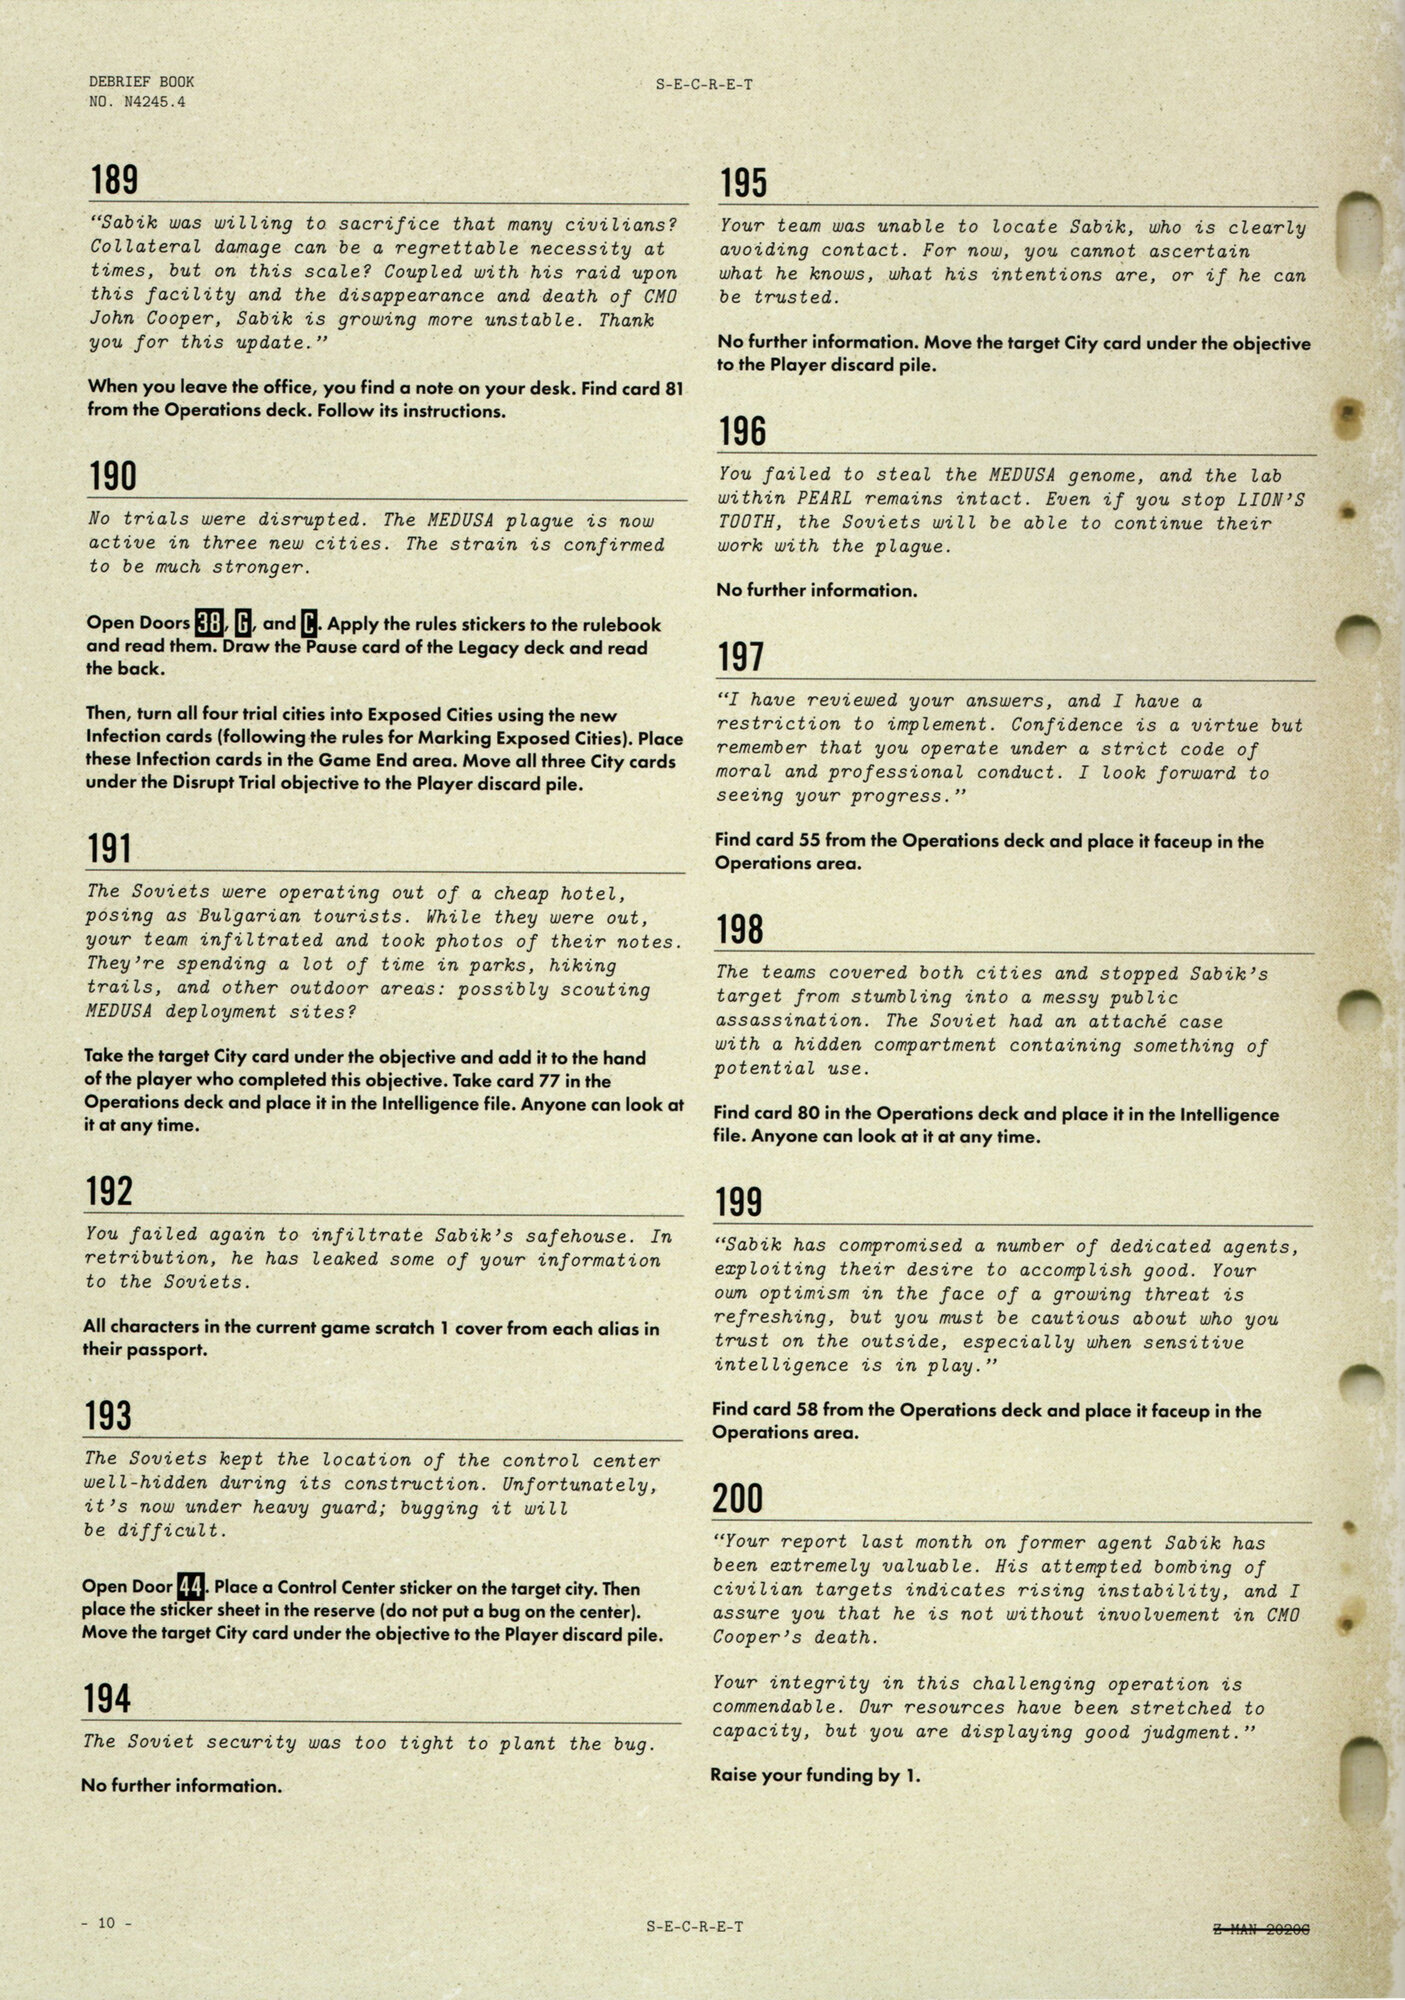 DEBRIEF BOOK
NO. N4245.4
S-E-C-R-E-T
189
“Sabik was willing to sacrifice that many civilians?
Collateral damage can be a regrettable necessity at
times, but on this scale? Coupled with his raid upon
this facility and the disappearance and death of CMO
John Cooper, Sabik is growing more unstable. Thank
you for this update.”
When you leave the office, you find a note on your desk. Find card 81
from the Operations deck. Follow its instructions.
190
No trials were disrupted. The MEDUSA plague is now
active in three new cities. The strain is confirmed
to be much stronger.
Open Doors 38, G, and C. Apply the rules stickers to the rulebook
and read them. Draw the Pause card of the Legacy deck and read
the back.
Then, turn all four trial cities into Exposed Cities using the new
Infection cards (following the rules for Marking Exposed Cities). Place
these Infection cards in the Game End area. Move all three City cards
under the Disrupt Trial objective to the Player discard pile.
191
The Soviets were operating out of a cheap hotel,
posing as Bulgarian tourists. While they were out,
your team infiltrated and took photos of their notes.
They’re spending a lot of time in parks, hiking
trails, and other outdoor areas: possibly scouting
MEDUSA deployment sites?
Take the target City card under the objective and add it to the hand
of the player who completed this objective. Take card 77 in the
Operations deck and place it in the Intelligence file. Anyone can look at
it at any time.
192
You failed again to infiltrate Sabik’s safehouse. In
retribution, he has leaked some of your information
to the Soviets.
All characters in the current game scratch 1 cover from each alias in
their passport.
193
The Soviets kept the location of the control center
well-hidden during its construction. Unfortunately,
it’s now under heavy guard; bugging it will
be difficult.
Open Door 44. Place a Control Center sticker on the target city. Then
place the sticker sheet in the reserve (do not put a bug on the center).
Move the target City card under the objective to the Player discard pile.
194
The Soviet security was too tight to plant the bug.
No further information.
195
Your team was unable to locate Sabik, who is clearly
avoiding contact. For now, you cannot ascertain
what he knows, what his intentions are, or if he can
be trusted.
No further information. Move the target City card under the objective
to the Player discard pile.
196
You failed to steal the MEDUSA genome, and the lab
within PEARL remains intact. Even if you stop LION’S
TOOTH, the Soviets will be able to continue their
work with the plague.
No further information.
197
“I have reviewed your answers, and I have a
restriction to implement. Confidence is a virtue but
remember that you operate under a strict code of
moral and professional conduct. I look forward to
seeing your progress.”
Find card 55 from the Operations deck and place it faceup in the
Operations area.
198
The teams covered both cities and stopped Sabik’s
target from stumbling into a messy public
assassination. The Soviet had an attaché case
with a hidden compartment containing something of
potential use.
Find card 80 in the Operations deck and place it in the Intelligence
file. Anyone can look at it at any time.
199
“Sabik has compromised a number of dedicated agents,
exploiting their desire to accomplish good. Your
own optimism in the face of a growing threat is
refreshing, but you must be cautious about who you
trust on the outside, especially when sensitive
intelligence is in play.”
Find card 58 from the Operations deck and place it faceup in the
Operations area.
200
“Your report last month on former agent Sabik has
been extremely valuable. His attempted bombing of
civilian targets indicates rising instability, and I
assure you that he is not without involvement in CMO
Cooper’s death.
Your integrity in this challenging operation is
commendable. Our resources have been stretched to
capacity, but you are displaying good judgment.”
Raise your funding by 1.
- 10 -
S-E-C-R-E-T
Z-MAN 2020G